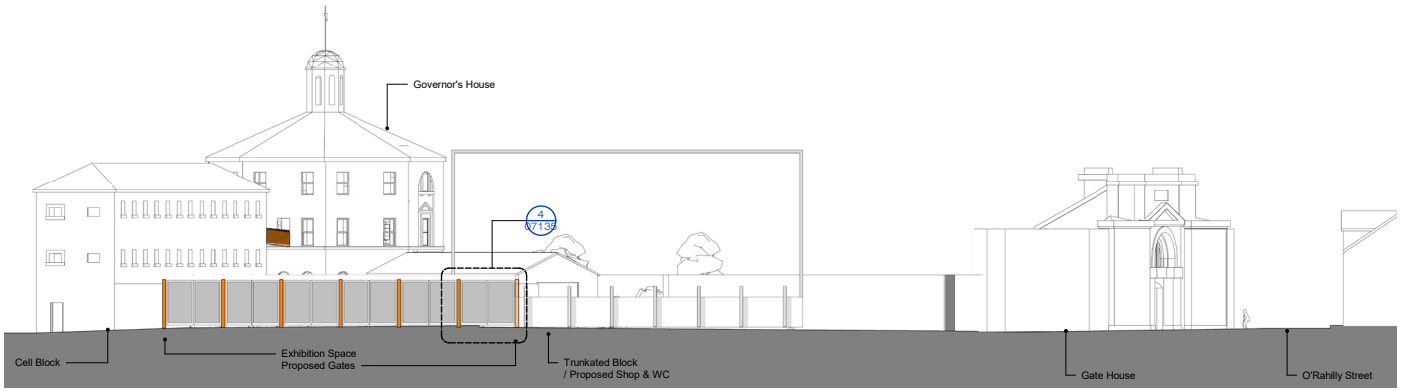 Governor's House
4
07135
Cell Block
Exhibition Space
Proposed Gates
Trunkated Block
/ Proposed Shop & WC
Gate House
O'Rahilly Street